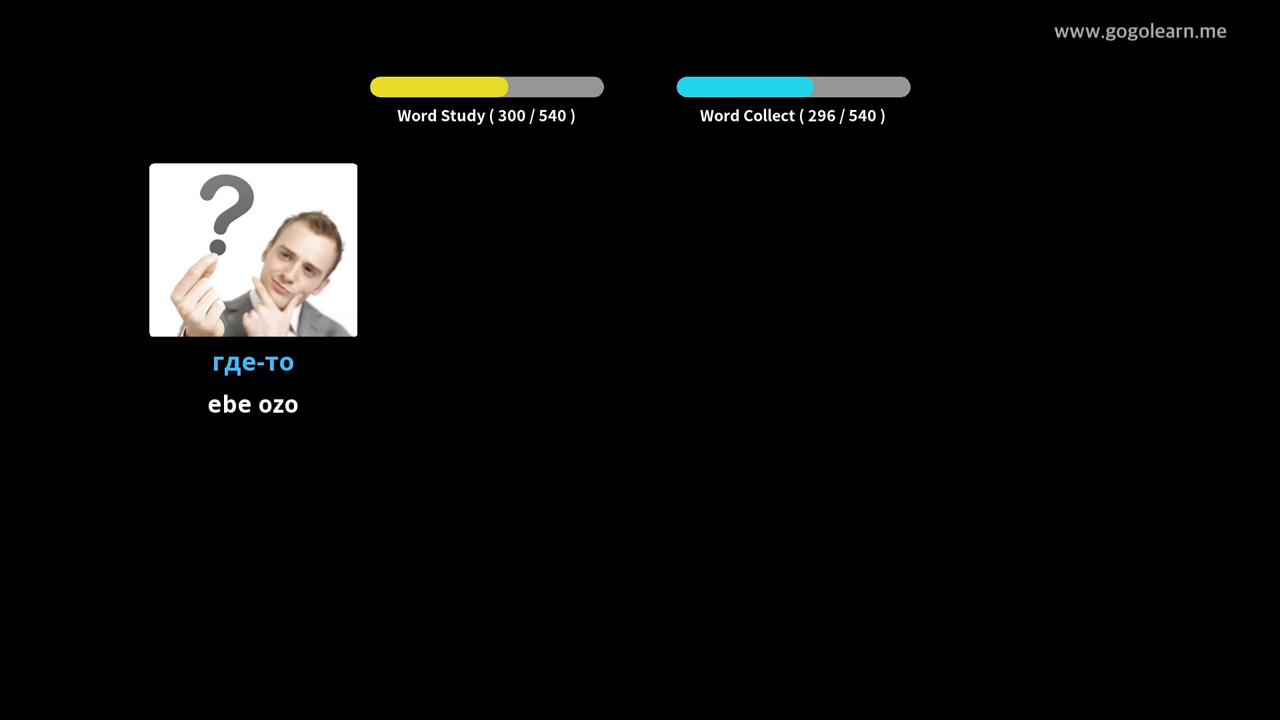 www.gogolearn.me
Word Study ( 300 / 540 )
Word Collect ( 296 / 540 )
?
где-то
ebe ozo